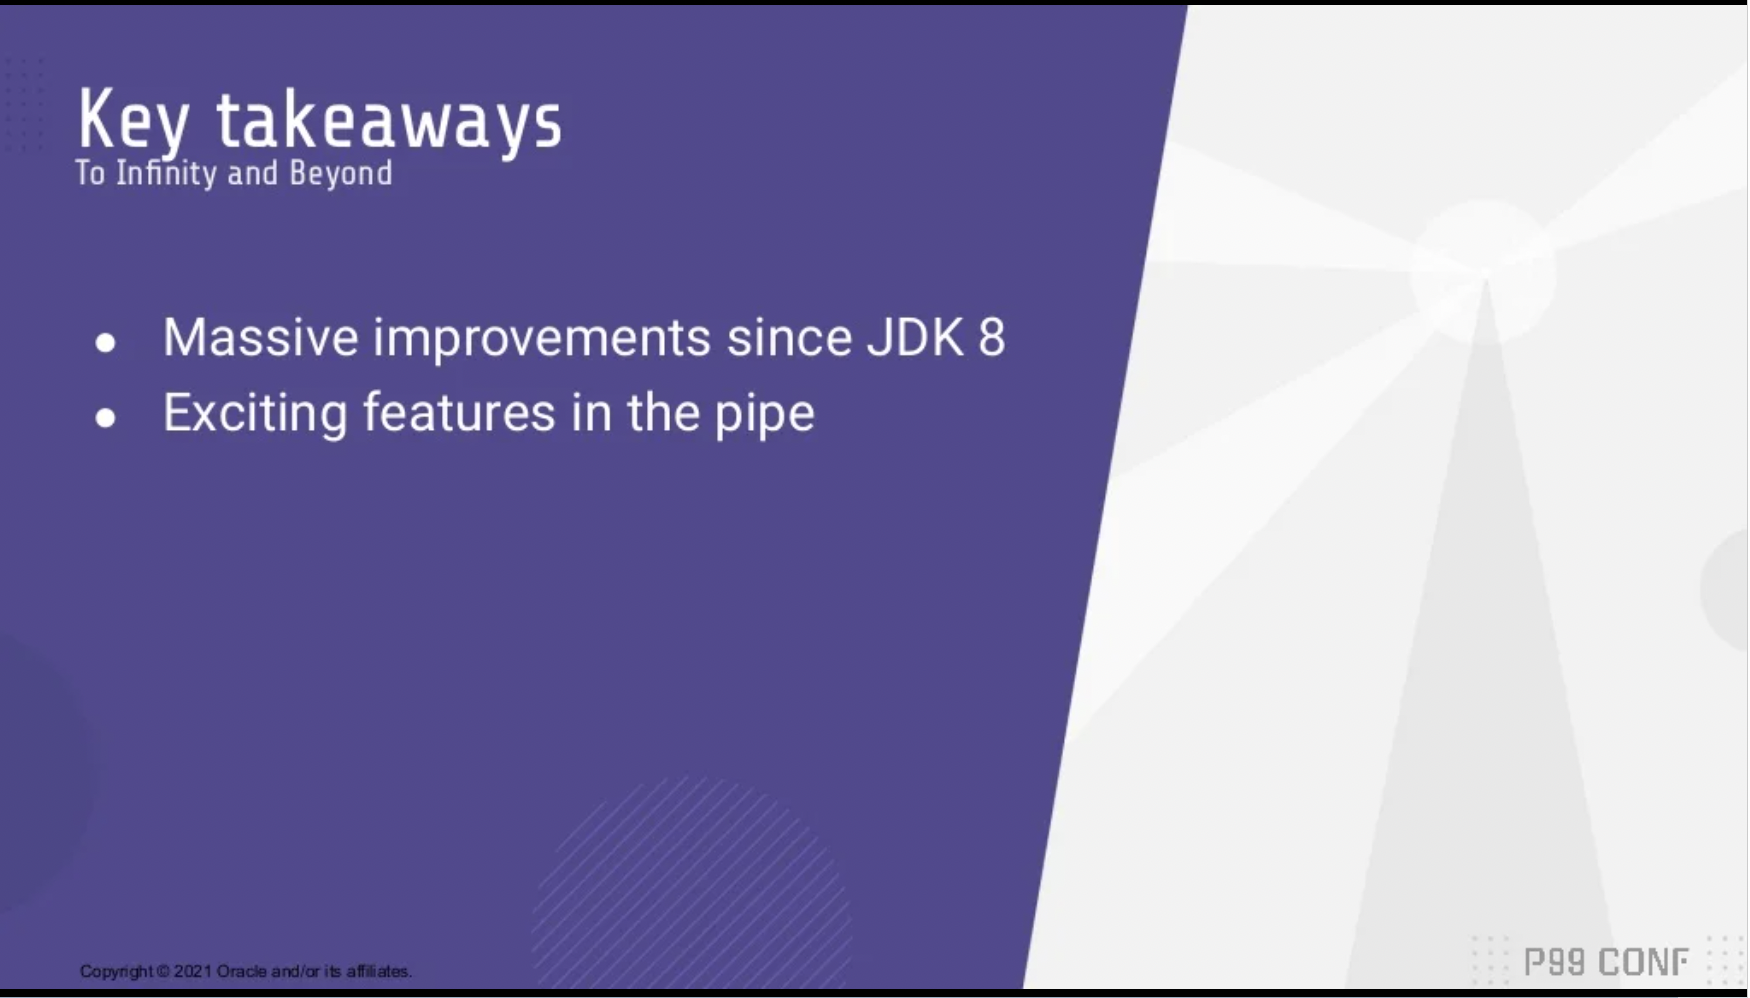 Key takeaways
To Infinity and Beyond
● Massive improvements since JDK 8
● Exciting features in the pipe
Copyright © 2021 Oracle and/or its affiliates.
P99 CONF